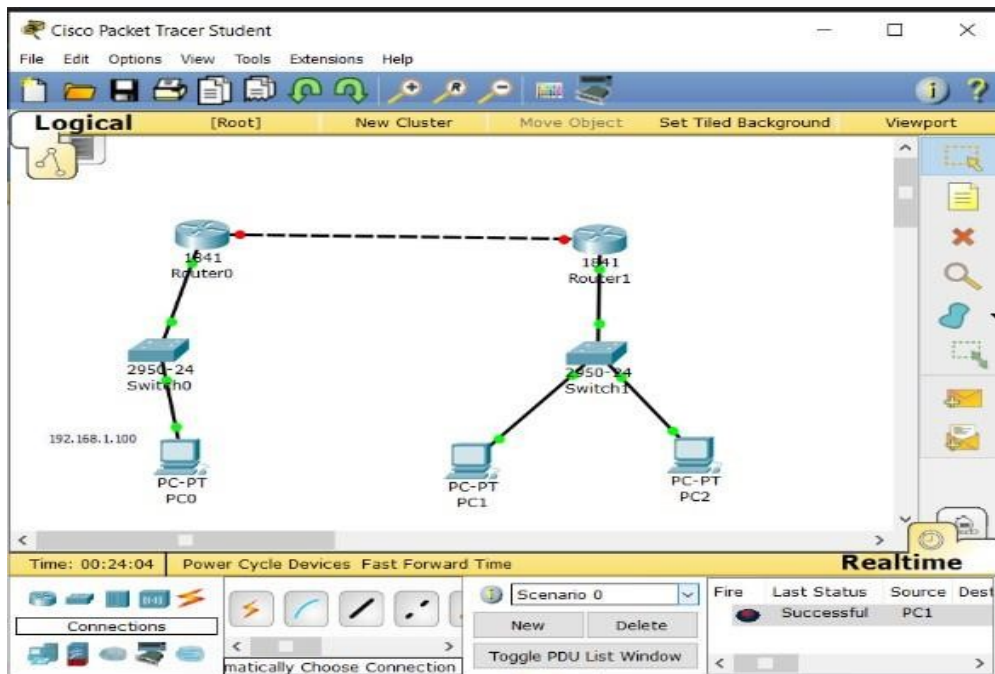 Cisco Packet Tracer Student
File Edit Options View Tools Extensions Help
Logical [Root] New Cluster Move Object Set Tiled Background Viewport
1841
Router0
1841
Router1
2950-24
Switch0
2950-24
Switch1
192.168.1.100
PC-PT
PC0
PC-PT
PC1
PC-PT
PC2
Time: 00:24:04 Power Cycle Devices Fast Forward Time Realtime
Connections
matically Choose Connection
Scenario 0
New Delete
Toggle PDU List Window
Fire Last Status Source Dest
Successful PC1